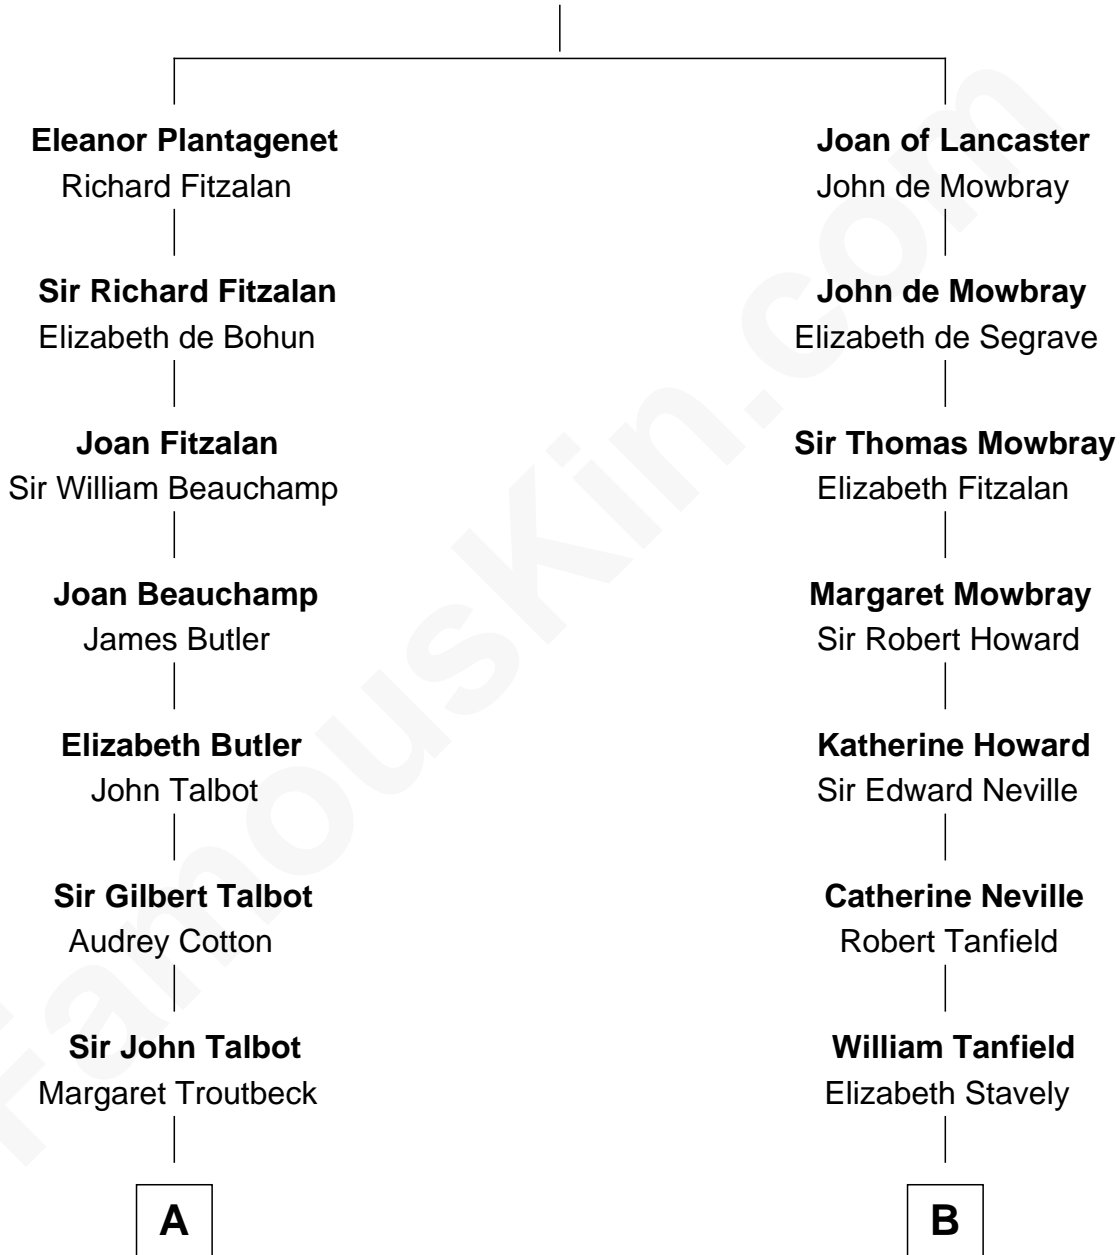 Eleanor Plantagenet
Richard Fitzalan
Joan of Lancaster
John de Mowbray
Sir Richard Fitzalan
Elizabeth de Bohun
John de Mowbray
Elizabeth de Segrave
Joan Fitzalan
Sir William Beauchamp
Sir Thomas Mowbray
Elizabeth Fitzalan
Joan Beauchamp
James Butler
Margaret Mowbray
Sir Robert Howard
Elizabeth Butler
John Talbot
Katherine Howard
Sir Edward Neville
Sir Gilbert Talbot
Audrey Cotton
Catherine Neville
Robert Tanfield
Sir John Talbot
Margaret Troutbeck
William Tanfield
Elizabeth Stavely
A
B
FamousKin.com